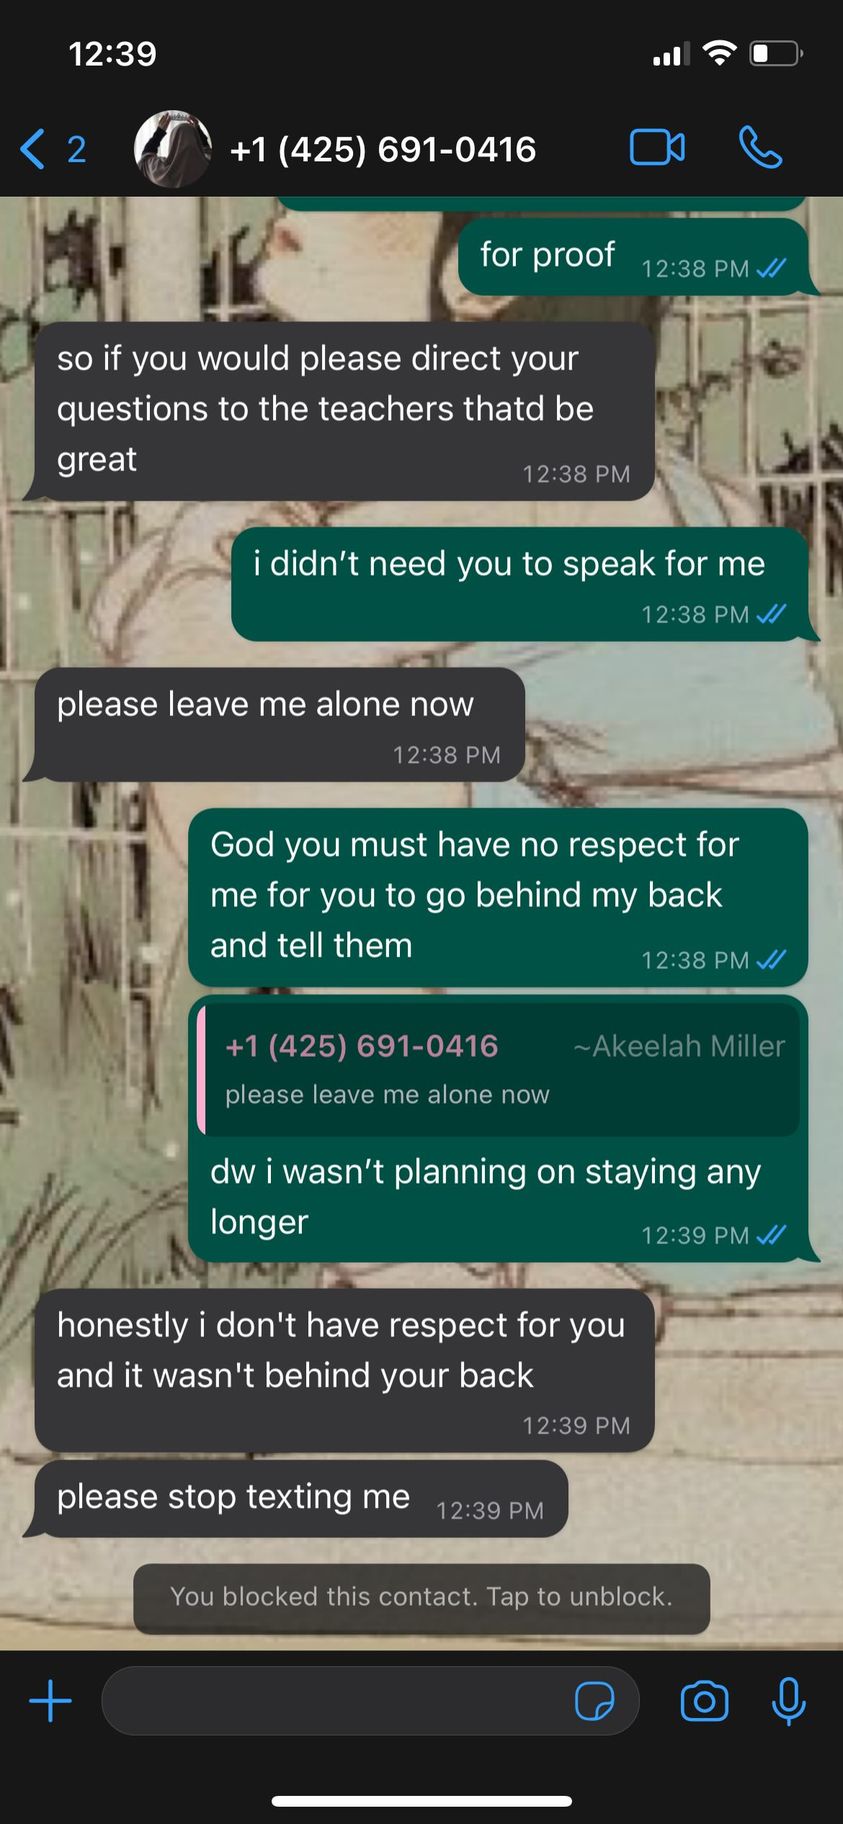 12:39
2
+1 (425) 691-0416
for proof 12:38 PM
so if you would please direct your
questions to the teachers thatd be
great
12:38 PM
i didn't need you to speak for me
12:38 PM
please leave me alone now
12:38 PM
God you must have no respect for
me for you to go behind my back
and tell them
12:38 PM
+1 (425) 691-0416 ~Akeelah Miller
please leave me alone now
dw i wasn't planning on staying any
longer
12:39 PM
honestly i don't have respect for you
and it wasn't behind your back
12:39 PM
please stop texting me 12:39 PM
You blocked this contact. Tap to unblock.